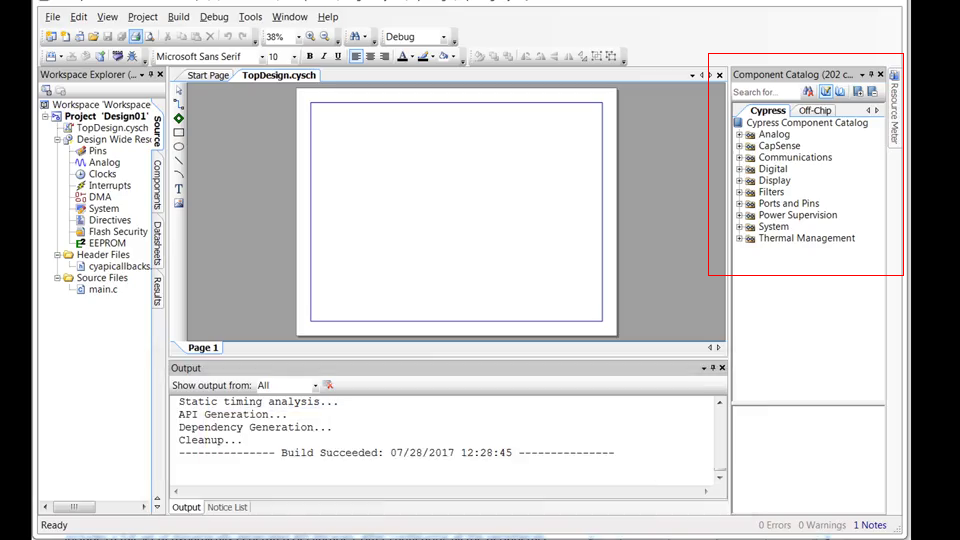 File Edit View Project Build Debug Tools Window Help
38% Debug
Microsoft Sans Serif 10 B I U
Workspace Explorer (...
Workspace 'Workspace
Project 'Design01'
TopDesign.cysch
Design Wide Reso
Pins
Analog
Clocks
Interrupts
DMA
System
Directives
Flash Security
EEPROM
Header Files
cyapicallbacks.
Source Files
main.c
Source
Components
Datasheets
Results
Start Page TopDesign.cysch
T
Page 1
Output
Show output from: All
Static timing analysis...
API Generation...
Dependency Generation...
Cleanup...
--------------- Build Succeeded: 07/28/2017 12:28:45 ---------------
Output Notice List
Component Catalog (202 c...
Search for...
Cypress Off-Chip
Cypress Component Catalog
Analog
CapSense
Communications
Digital
Display
Filters
Ports and Pins
Power Supervision
System
Thermal Management
Resource Meter
Ready 0 Errors 0 Warnings 1 Notes